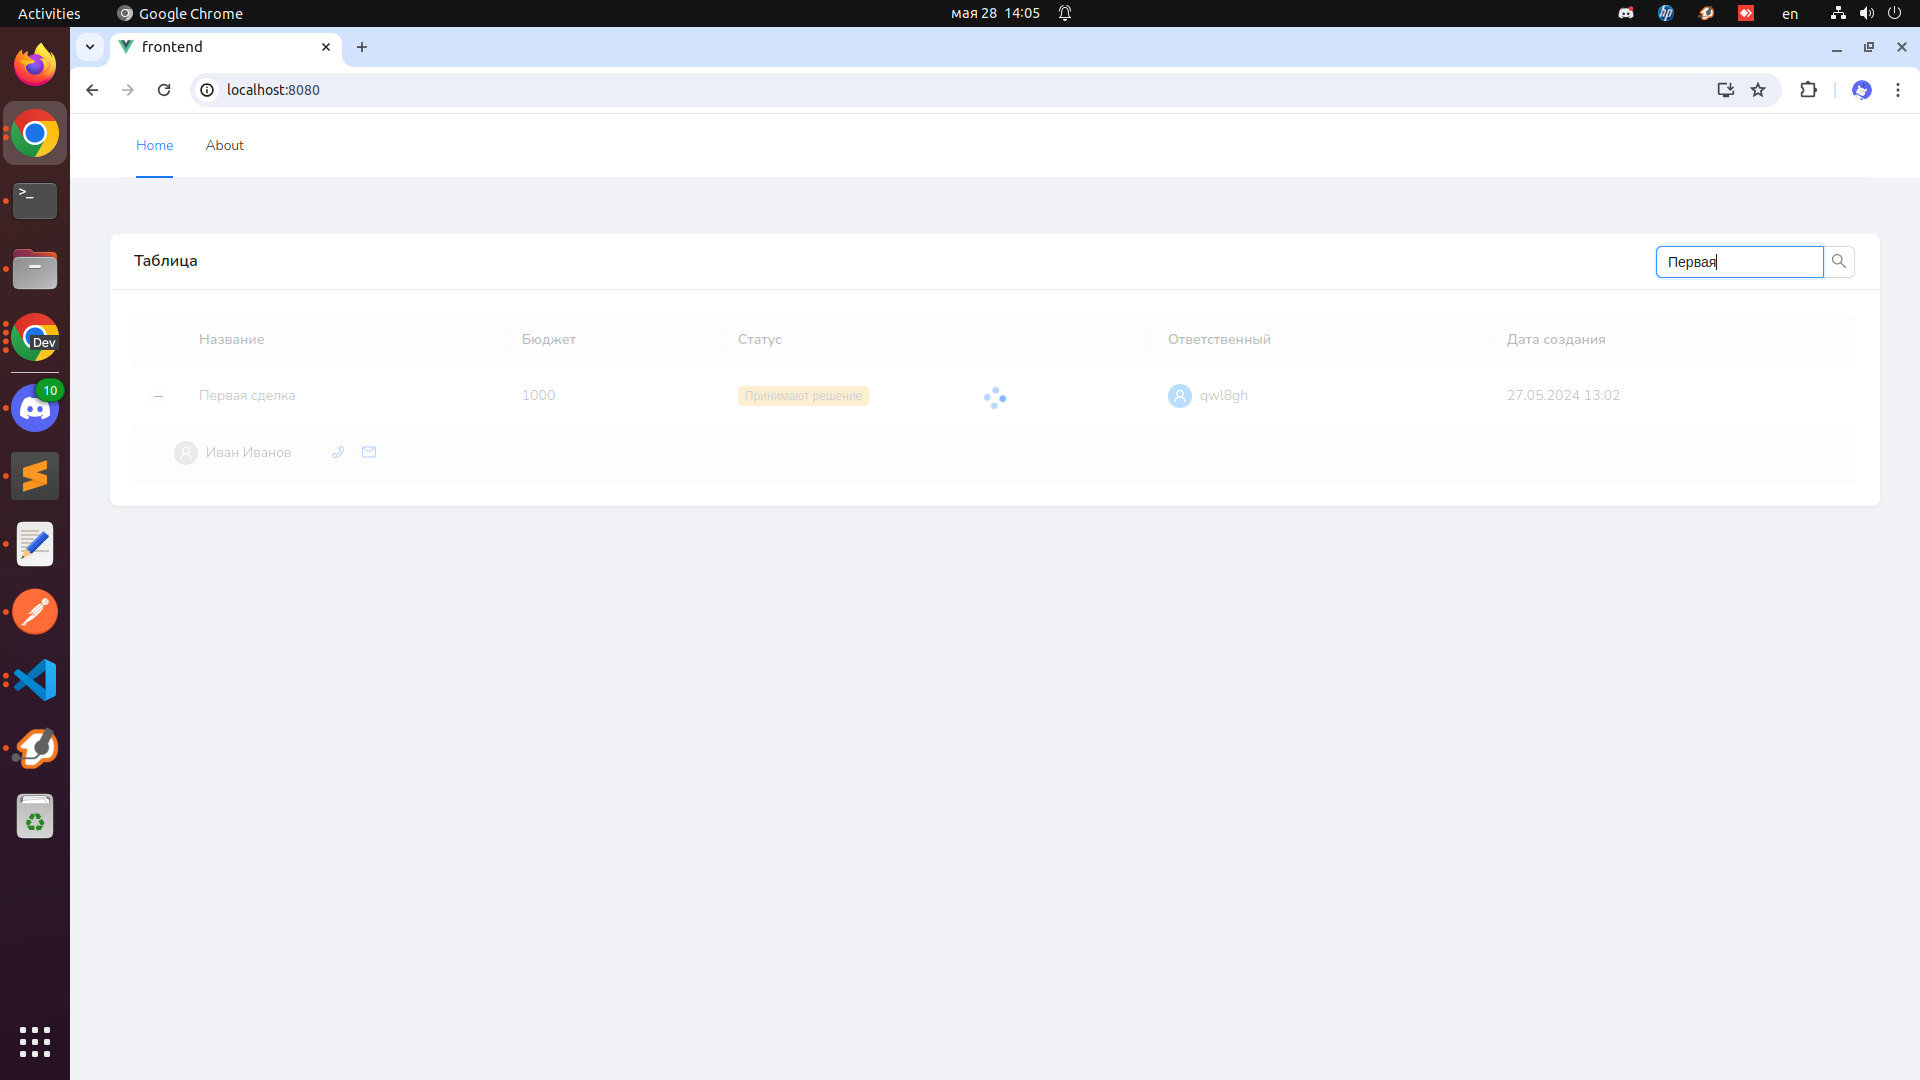 Activities Google Chrome мая 28 14:05 en
frontend
localhost:8080
Home About
Таблица Первая
Название Бюджет Статус Ответственный Дата создания
Первая сделка 1000 Принимают решение qwl8gh 27.05.2024 13:02
Иван Иванов
Dev
10